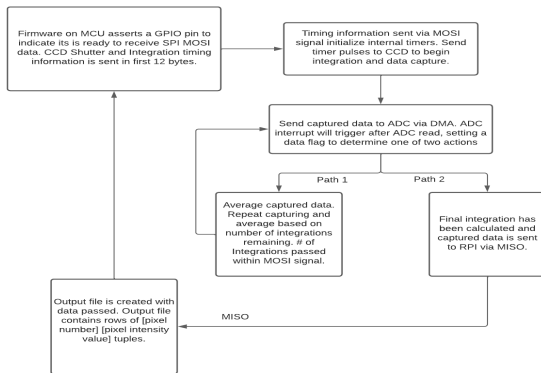 Firmware on MCU asserts a GPIO pin to
indicate its is ready to receive SPI MOSI
data. CCD Shutter and Integration timing
information is sent in first 12 bytes.
Timing information sent via MOSI
signal initialize internal timers. Send
timer pulses to CCD to begin
integration and data capture.
Send captured data to ADC via DMA. ADC
interrupt will trigger after ADC read, setting a
data flag to determine one of two actions
Path 1
Path 2
Average captured data.
Repeat capturing and
average based on
number of integrations
remaining. # of
Integrations passed
within MOSI signal.
Final integration has
been calculated and
captured data is sent
to RPI via MISO.
MISO
Output file is created with
data passed. Output file
contains rows of [pixel
number] [pixel intensity
value] tuples.